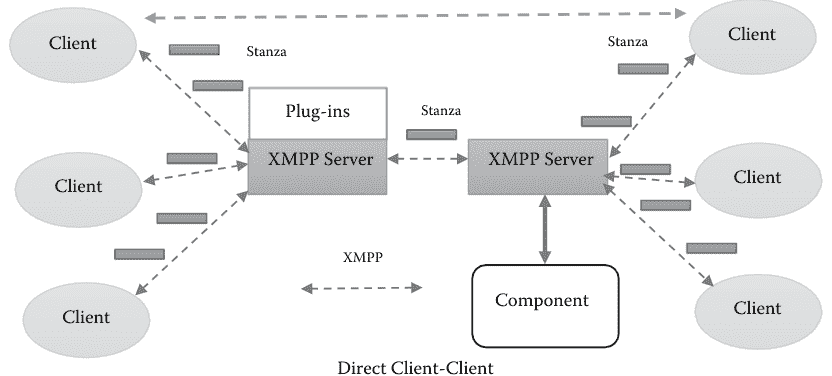 Client
Client
Stanza
Stanza
Plug-ins
Stanza
XMPP Server
XMPP Server
Client
Client
XMPP
Component
Client
Client
Direct Client-Client